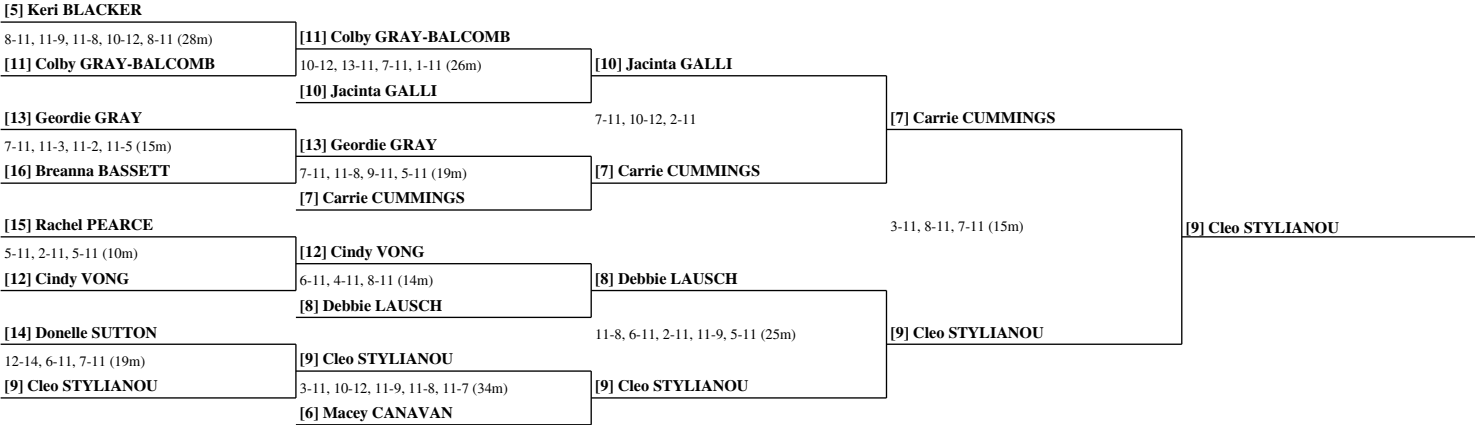 [5] Keri BLACKER
8-11, 11-9, 11-8, 10-12, 8-11 (28m)
[11] Colby GRAY-BALCOMB
[13] Geordie GRAY
7-11, 11-3, 11-2, 11-5 (15m)
[16] Breanna BASSETT
[15] Rachel PEARCE
5-11, 2-11, 5-11 (10m)
[12] Cindy VONG
[14] Donelle SUTTON
12-14, 6-11, 7-11 (19m)
[9] Cleo STYLIANOU
[11] Colby GRAY-BALCOMB
10-12, 13-11, 7-11, 1-11 (26m)
[10] Jacinta GALLI
[13] Geordie GRAY
7-11, 11-8, 9-11, 5-11 (19m)
[7] Carrie CUMMINGS
[12] Cindy VONG
6-11, 4-11, 8-11 (14m)
[8] Debbie LAUSCH
[9] Cleo STYLIANOU
3-11, 10-12, 11-9, 11-8, 11-7 (34m)
[6] Macey CANAVAN
[10] Jacinta GALLI
7-11, 10-12, 2-11
[7] Carrie CUMMINGS
[8] Debbie LAUSCH
11-8, 6-11, 2-11, 11-9, 5-11 (25m)
[9] Cleo STYLIANOU
[7] Carrie CUMMINGS
3-11, 8-11, 7-11 (15m)
[9] Cleo STYLIANOU
[9] Cleo STYLIANOU